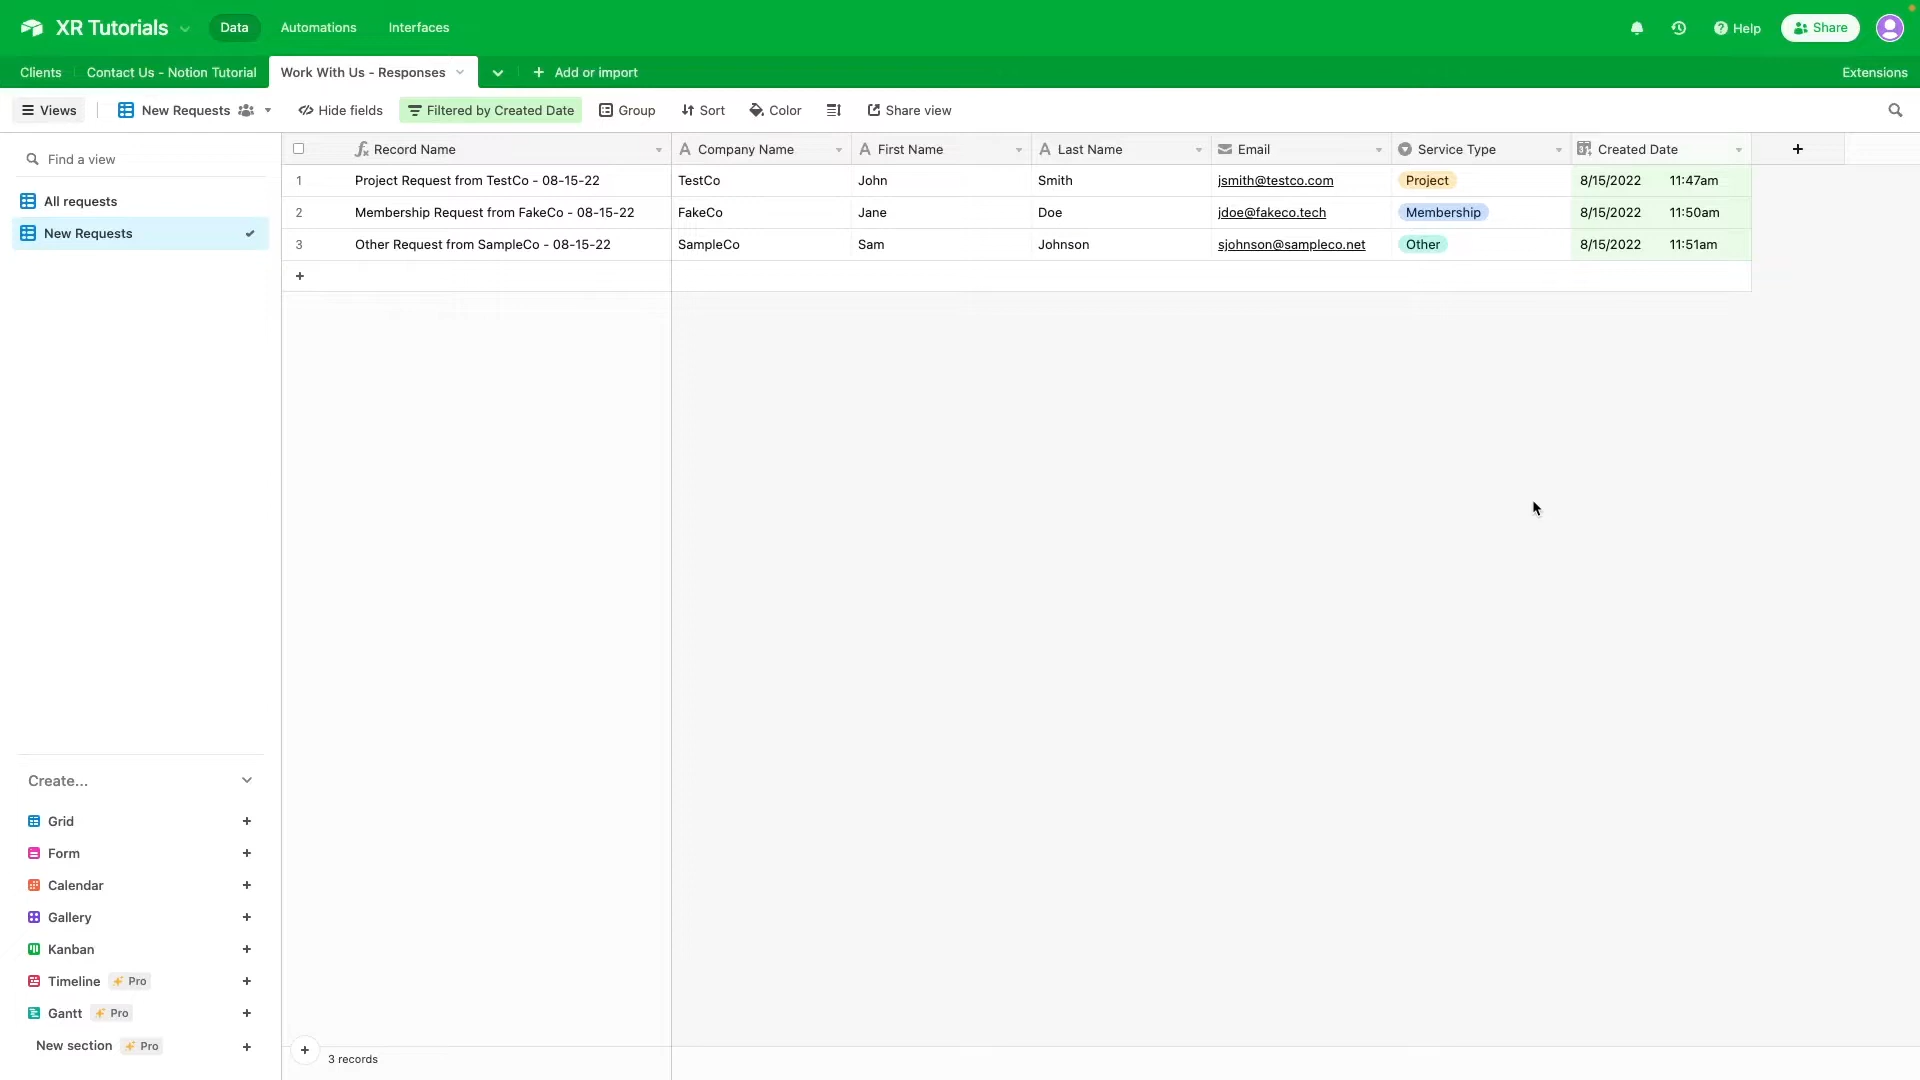 XR Tutorials
Data
Automations
Interfaces
Help
Share
Clients
Contact Us - Notion Tutorial
Work With Us - Responses
Add or import
Extensions
Views
New Requests
Hide fields
Filtered by Created Date
Group
Sort
Color
Share view
Find a view
All requests
New Requests
Record Name Company Name First Name Last Name Email Service Type Created Date
1 Project Request from TestCo - 08-15-22 TestCo John Smith jsmith@testco.com Project 8/15/2022 11:47am
2 Membership Request from FakeCo - 08-15-22 FakeCo Jane Doe jdoe@fakeco.tech Membership 8/15/2022 11:50am
3 Other Request from SampleCo - 08-15-22 SampleCo Sam Johnson sjohnson@sampleco.net Other 8/15/2022 11:51am
Create...
Grid
Form
Calendar
Gallery
Kanban
Timeline Pro
Gantt Pro
New section Pro
3 records